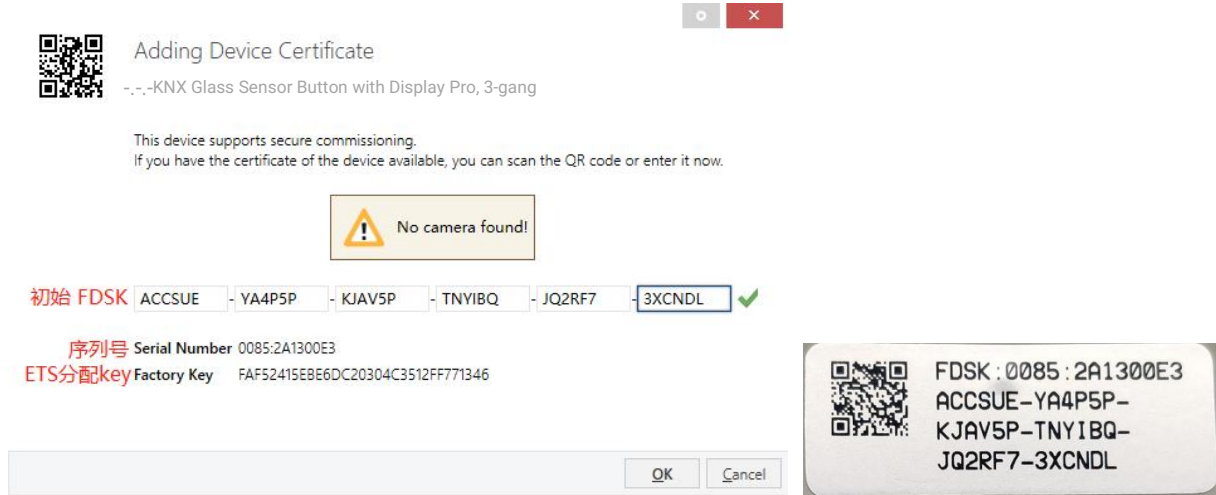 Adding Device Certificate
-.-.-KNX Glass Sensor Button with Display Pro, 3-gang
This device supports secure commissioning.
If you have the certificate of the device available, you can scan the QR code or enter it now.
No camera found!
初始 FDSK ACCSUE - YA4P5P - KJAV5P - TNYIBQ - JQ2RF7 - 3XCNDL
序列号 Serial Number 0085:2A1300E3
ETS分配key Factory Key FAF52415EBE6DC20304C3512FF771346
OK Cancel
FDSK:0085:2A1300E3
ACCSUE-YA4P5P-
KJAV5P-TNYIBQ-
JQ2RF7-3XCNDL